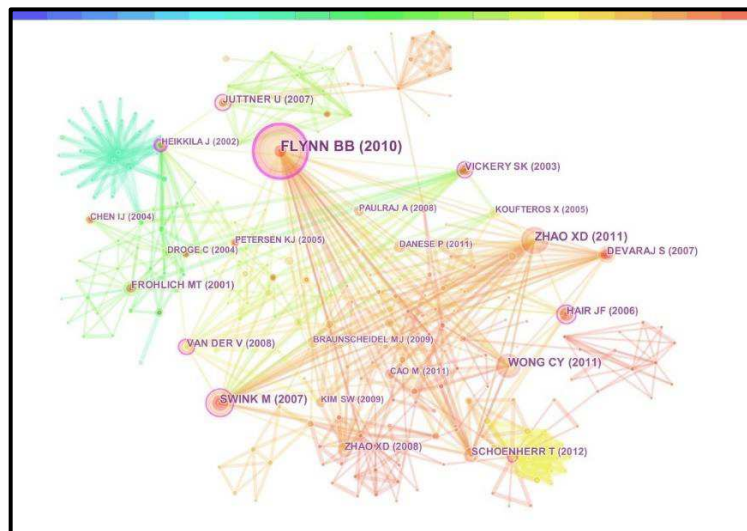 JUTTNER U (2007)
HEIKKILA J (2002)
FLYNN BB (2010)
VICKERY SK (2003)
PAULRAJ A (2008)
KOUFTEROS X (2005)
CHEN IJ (2004)
PETERSEN KJ (2005)
DANESE P (2011)
ZHAO XD (2011)
DROGE C (2004)
DEVARAJ S (2007)
FROHLICH MT (2001)
HAIR JF (2006)
BRAUNSCHEIDEL MJ (2009)
VAN DER V (2008)
WONG CY (2011)
CAO M (2011)
SWINK M (2007)
KIM SW (2009)
ZHAO XD (2008)
SCHOENHERR T (2012)